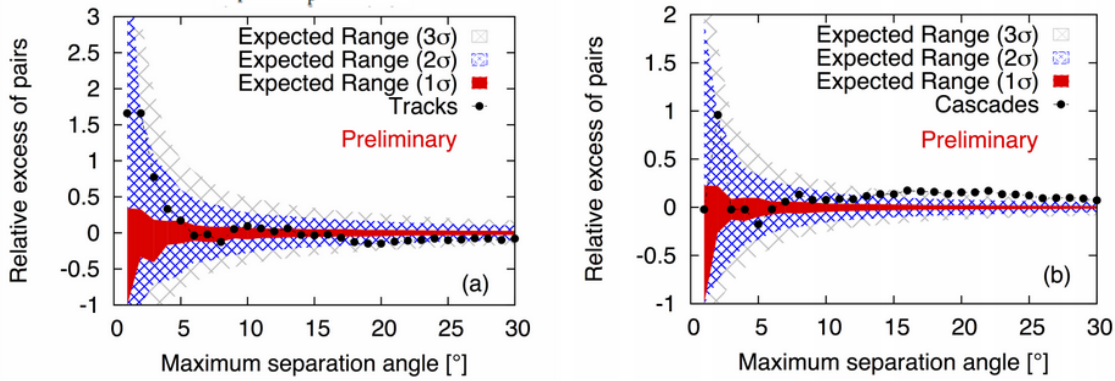 Relative excess of pairs
3
2.5
2
1.5
1
0.5
0
-0.5
-1
Expected Range (3σ)
Expected Range (2σ)
Expected Range (1σ)
Tracks
Preliminary
(a)
0 5 10 15 20 25 30
Maximum separation angle [°]
Relative excess of pairs
2
1.5
1
0.5
0
-0.5
-1
Expected Range (3σ)
Expected Range (2σ)
Expected Range (1σ)
Cascades
Preliminary
(b)
0 5 10 15 20 25 30
Maximum separation angle [°]